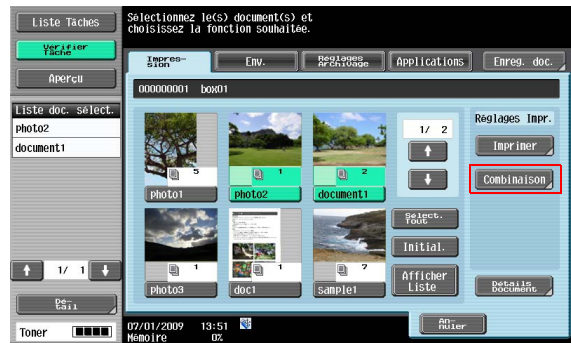 Liste Tâches
Sélectionnez le(s) document(s) et
choisissez la fonction souhaitée.
Vérifier
Tâche
Aperçu
Impres-
sion
Env.
Réglages
Archivage
Applications
Enreg. doc.
000000001 box01
Liste doc. sélect.
photo2
document1
5
photo1
1
photo2
2
document1
1/ 2
Réglages Impr.
Imprimer
Combinaison
Sélect.
Tout
Initial.
Afficher
Liste
1
photo3
1
doc1
7
sample1
Détails
Document
1/ 1
Dé-
tail
Toner
07/01/2009 13:51
Mémoire 0%
An-
nuler